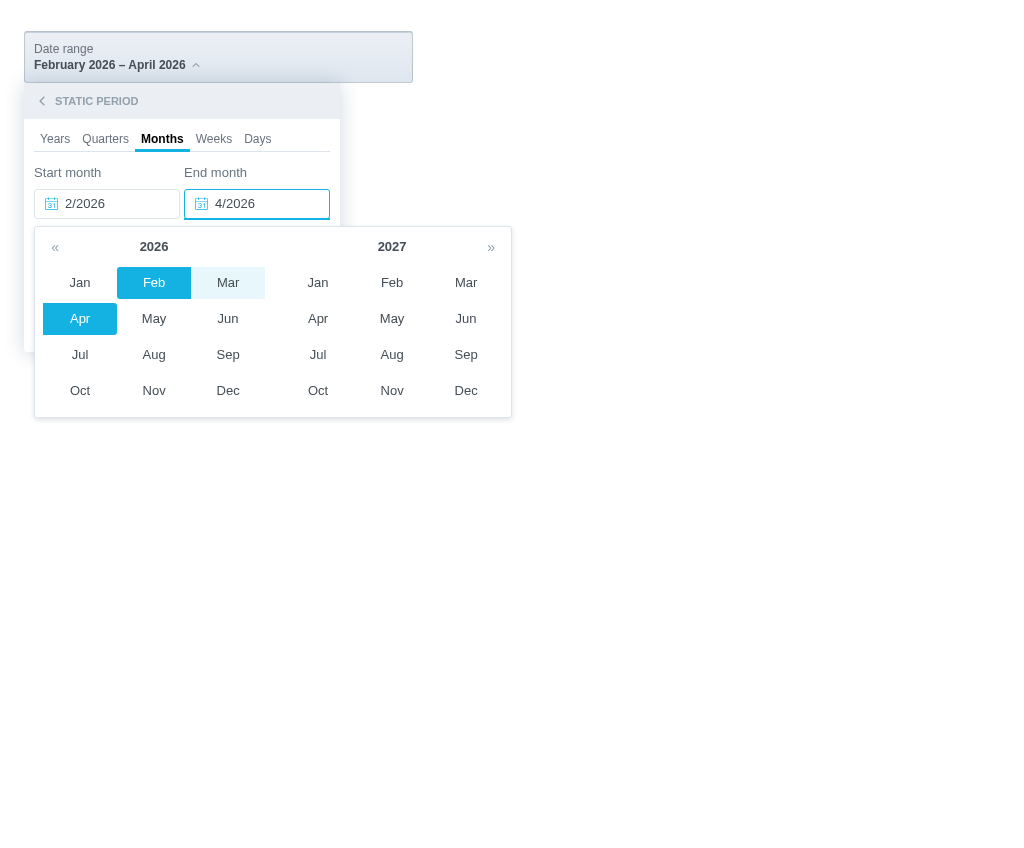 Date range
February 2026 – April 2026
STATIC PERIOD
Years Quarters Months Weeks Days
Start month End month
31 2/2026 31 4/2026
« 2026 2027 »
Jan Feb Mar Jan Feb Mar
Apr May Jun Apr May Jun
Jul Aug Sep Jul Aug Sep
Oct Nov Dec Oct Nov Dec